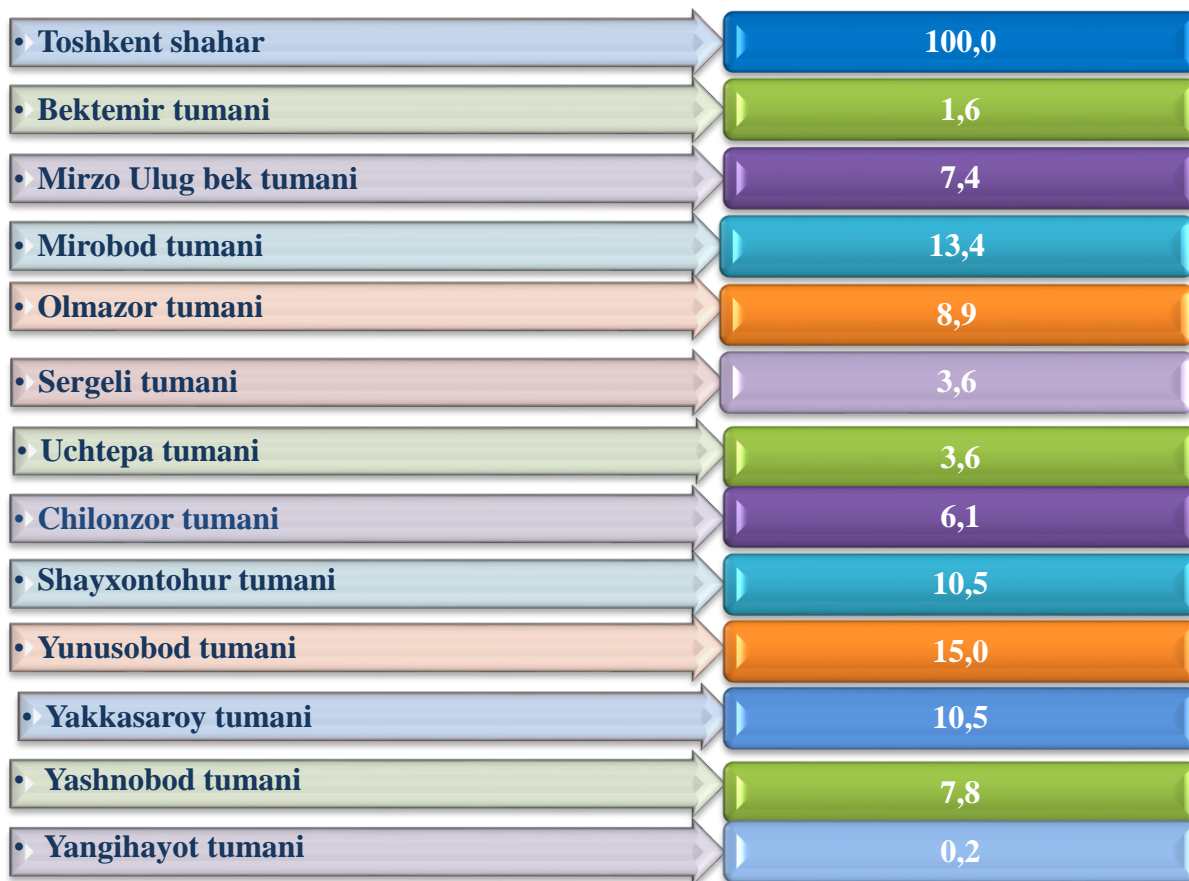 • Toshkent shahar 100,0
• Bektemir tumani 1,6
• Mirzo Ulug bek tumani 7,4
• Mirobod tumani 13,4
• Olmazor tumani 8,9
• Sergeli tumani 3,6
• Uchtepa tumani 3,6
• Chilonzor tumani 6,1
• Shayxontohur tumani 10,5
• Yunusobod tumani 15,0
• Yakkasaroy tumani 10,5
• Yashnobod tumani 7,8
• Yangihayot tumani 0,2